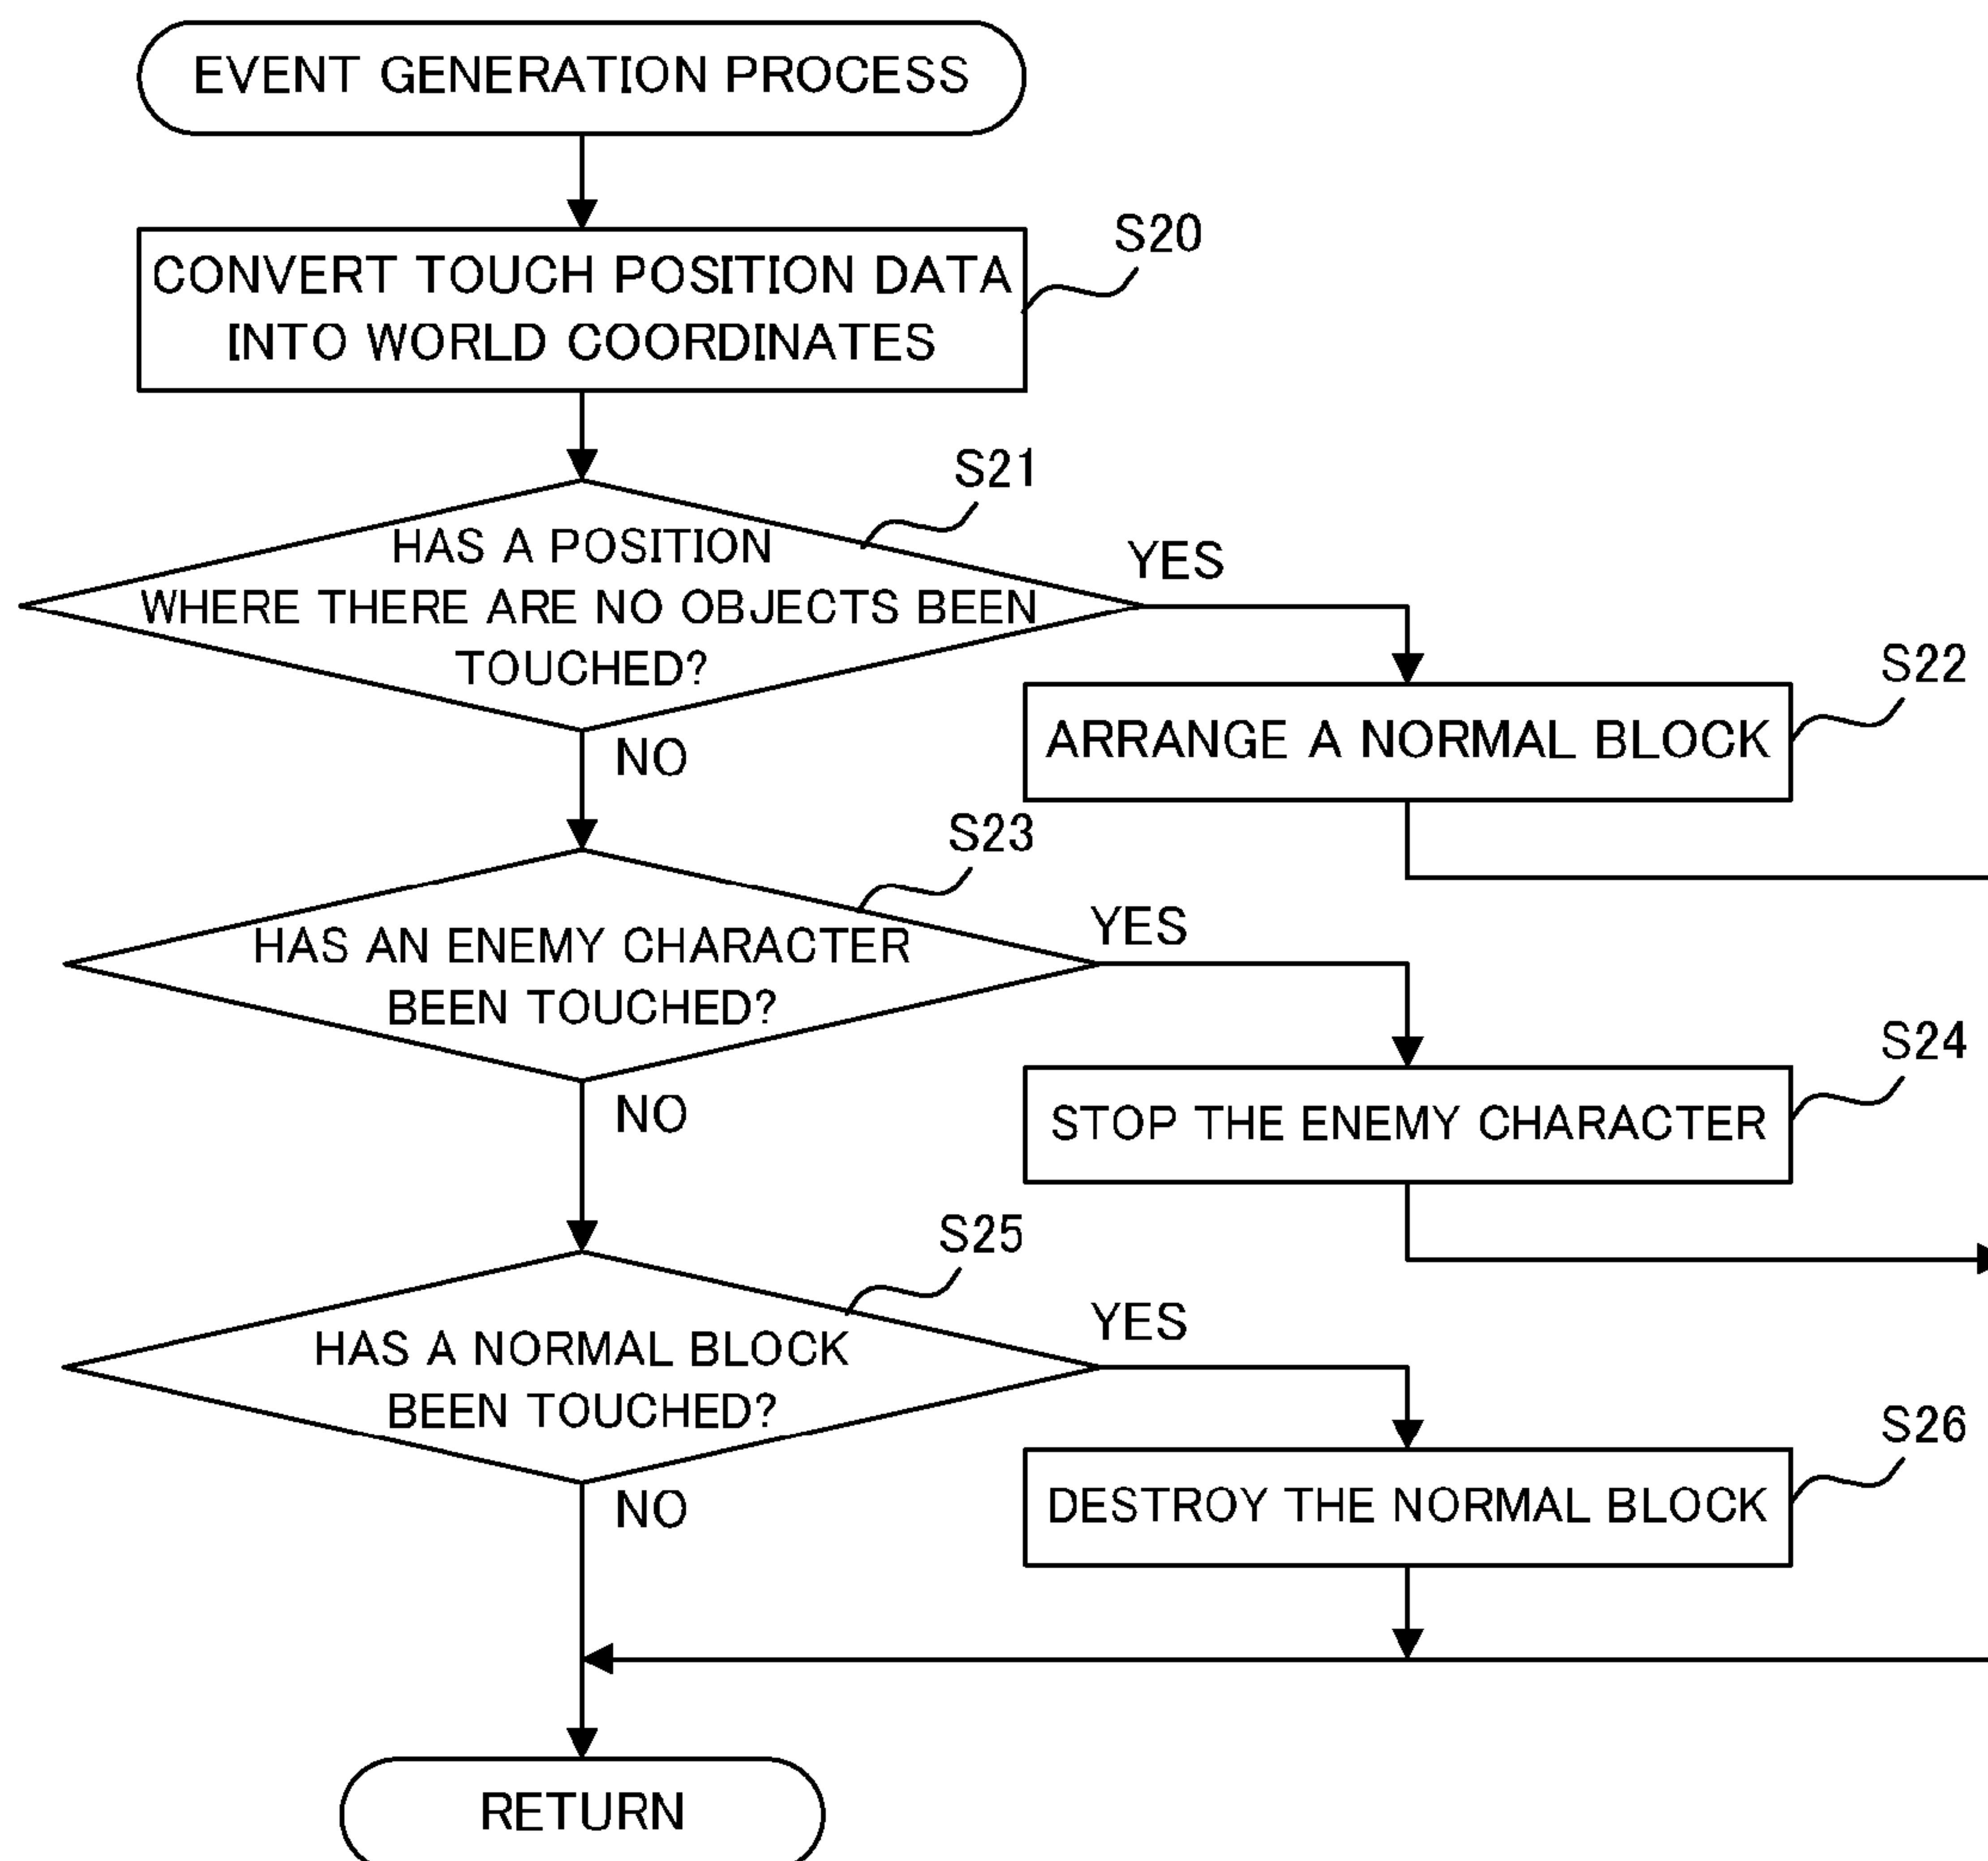 EVENT GENERATION PROCESS
S20
CONVERT TOUCH POSITION DATA
INTO WORLD COORDINATES
S21
HAS A POSITION
WHERE THERE ARE NO OBJECTS BEEN
TOUCHED?
YES
NO
S22
ARRANGE A NORMAL BLOCK
S23
HAS AN ENEMY CHARACTER
BEEN TOUCHED?
YES
NO
S24
STOP THE ENEMY CHARACTER
S25
HAS A NORMAL BLOCK
BEEN TOUCHED?
YES
NO
S26
DESTROY THE NORMAL BLOCK
RETURN